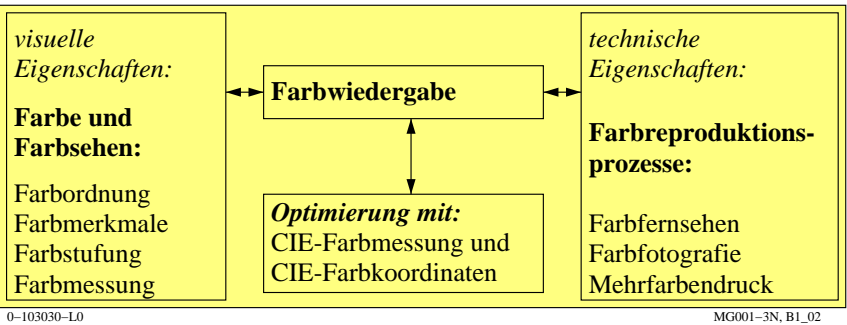 visuelle
Eigenschaften:
Farbe und
Farbsehen:
Farbordnung
Farbmerkmale
Farbstufung
Farbmessung
Farbwiedergabe
Optimierung mit:
CIE-Farbmessung und
CIE-Farbkoordinaten
technische
Eigenschaften:
Farbreproduktions-
prozesse:
Farbfernsehen
Farbfotografie
Mehrfarbendruck
0−103030−L0
MG001−3N, B1_02